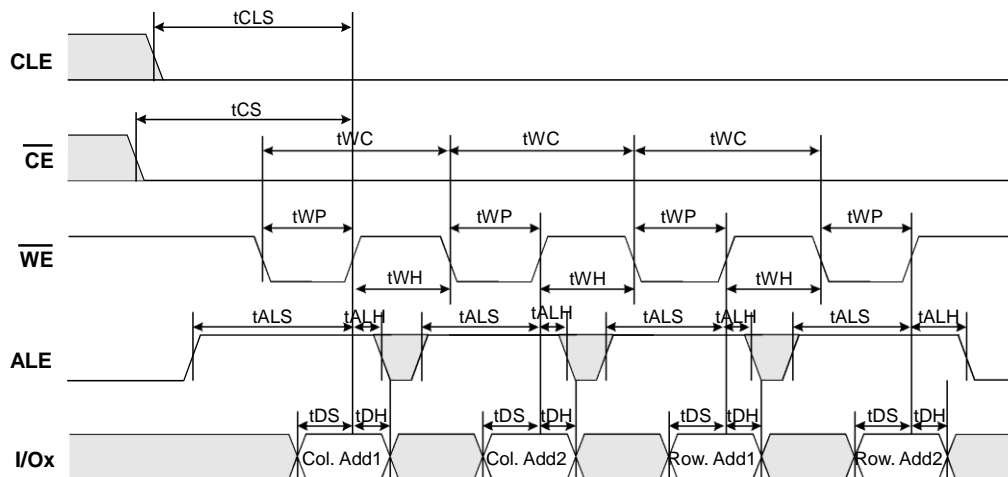 tCLS
CLE
tCS
CE
tWC tWC tWC
tWP tWP tWP tWP
WE
tWH tWH tWH
tALS tALH tALS tALH tALS tALH tALS tALH
ALE
tDS tDH tDS tDH tDS tDH tDS tDH
I/Ox Col. Add1 Col. Add2 Row. Add1 Row. Add2